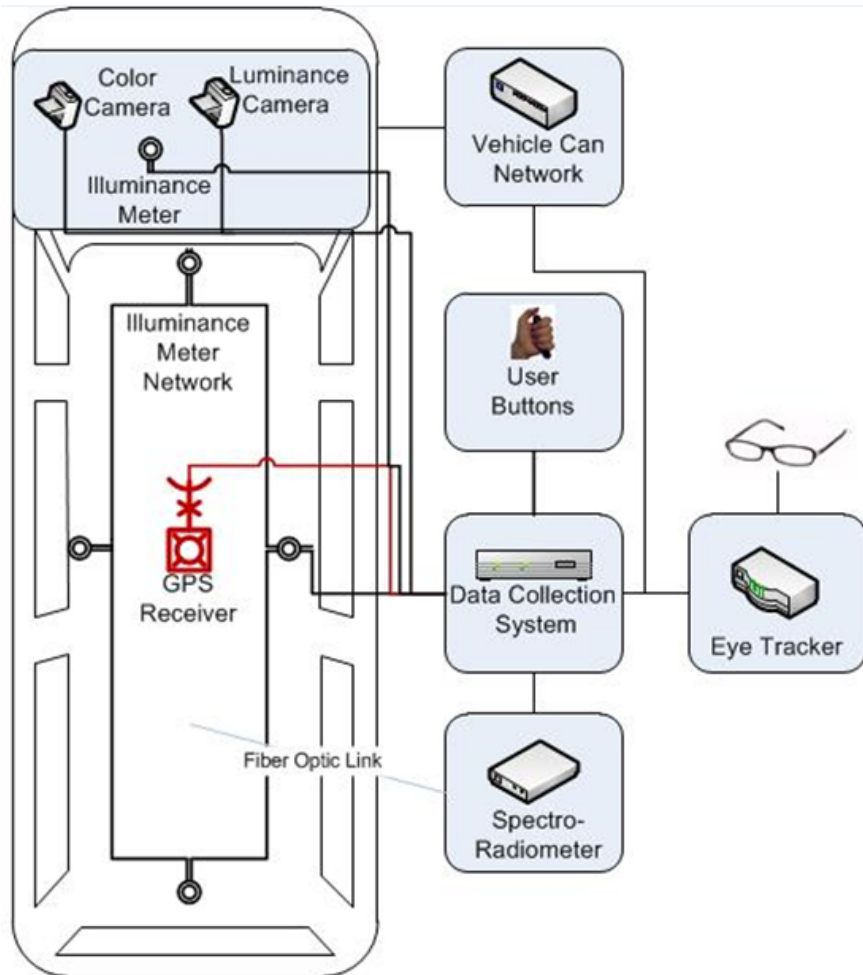 Color
Camera
Luminance
Camera
Illuminance
Meter
Vehicle Can
Network
Illuminance
Meter
Network
User
Buttons
GPS
Receiver
Data Collection
System
Eye Tracker
Fiber Optic Link
Spectro-
Radiometer